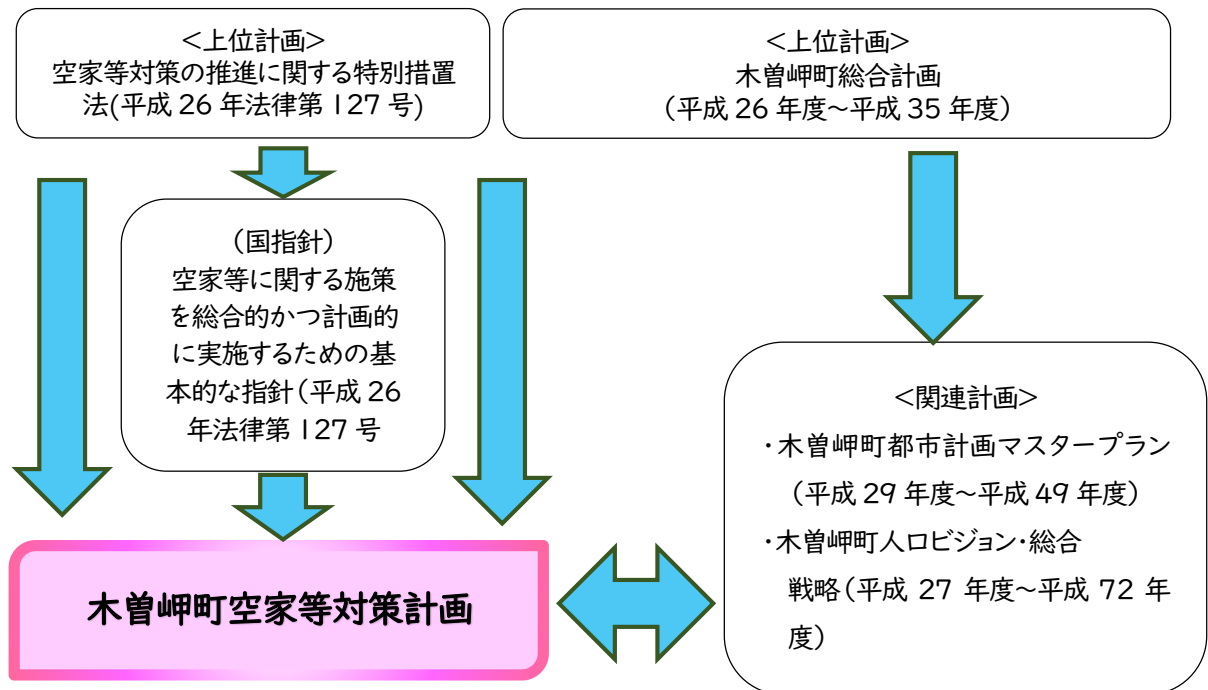 <上位計画>
空家等対策の推進に関する特別措置
法(平成 26 年法律第 127 号)
<上位計画>
木曽岬町総合計画
(平成 26 年度~平成 35 年度)
(国指針)
空家等に関する施策
を総合的かつ計画的
に実施するための基
本的な指針(平成 26
年法律第 127 号
<関連計画>
・木曽岬町都市計画マスタープラン
(平成 29 年度~平成 49 年度)
・木曽岬町人口ビジョン・総合
戦略(平成 27 年度~平成 72 年
度)
木曽岬町空家等対策計画